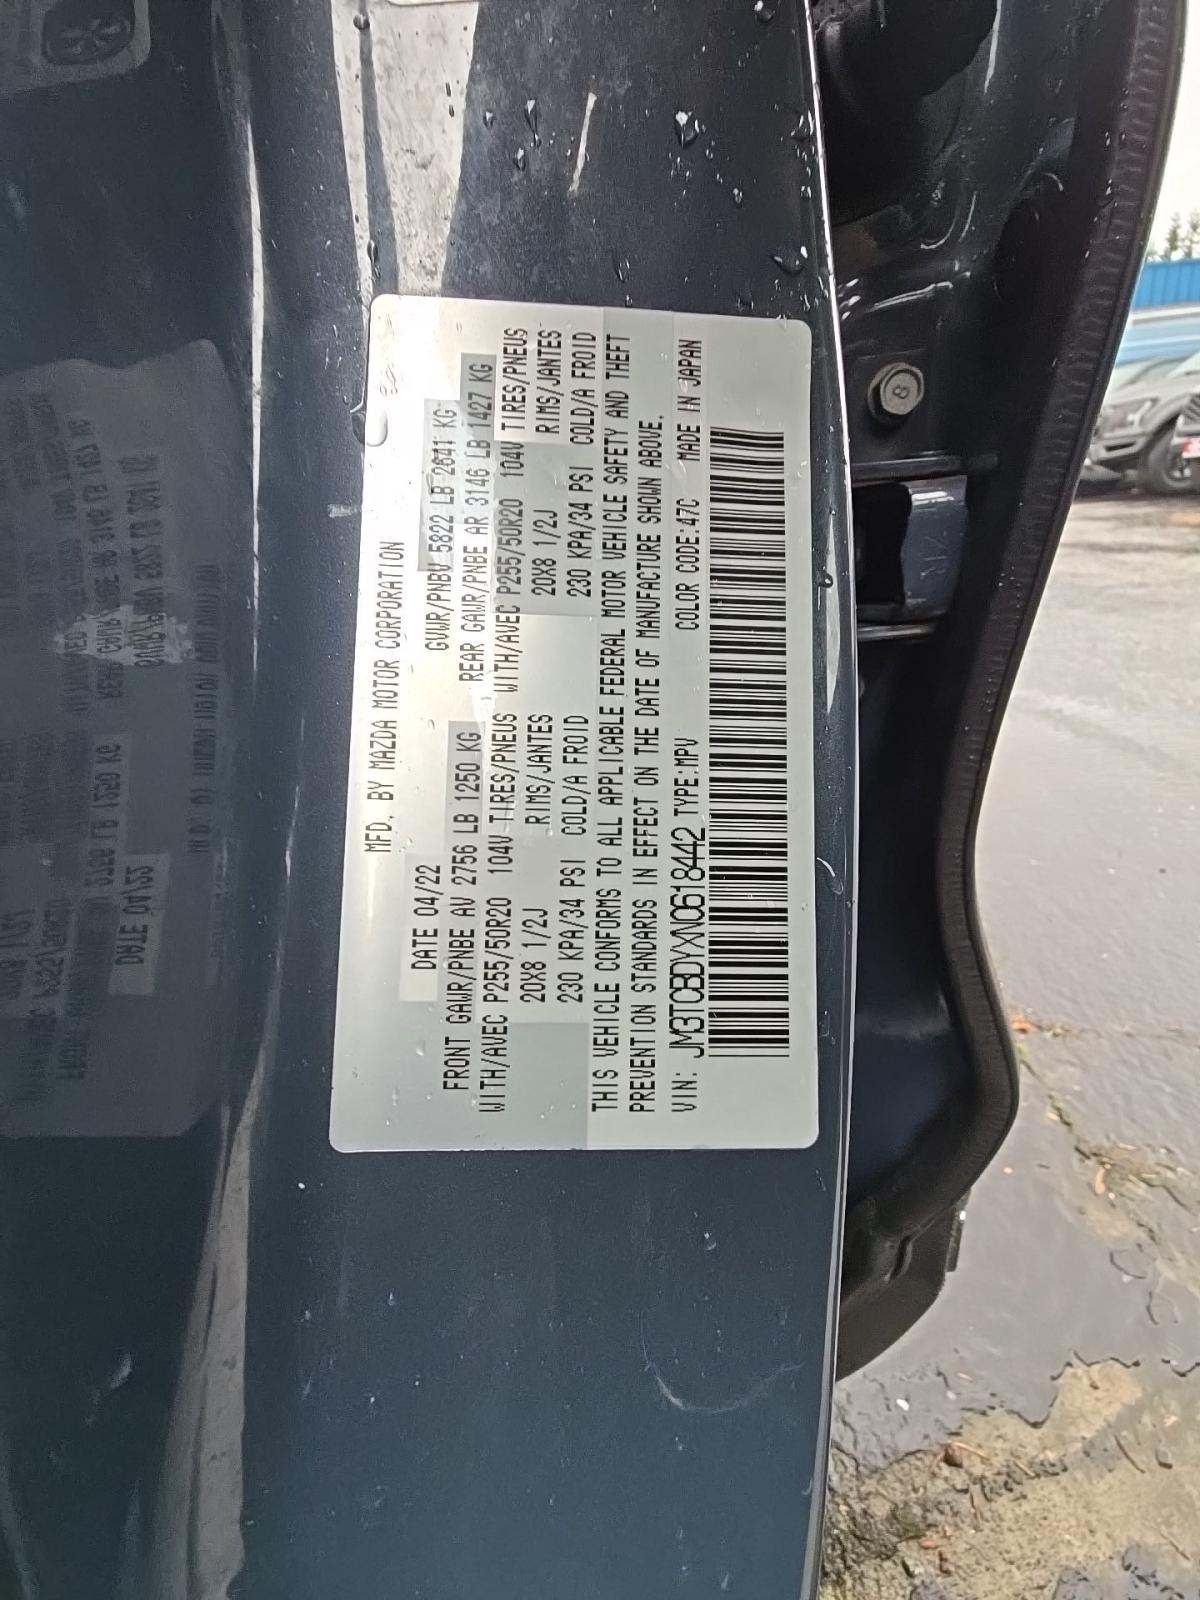 MFD. BY MAZDA MOTOR CORPORATION
DATE 04/22 GVWR/PNBV 5822 LB 2641 KG
FRONT GAWR/PNBE AV 2756 LB 1250 KG REAR GAWR/PNBE AR 3146 LB 1427 KG
WITH/AVEC P255/50R20 104V TIRES/PNEUS WITH/AVEC P255/50R20 104V TIRES/PNEUS
20X8 1/2J RIMS/JANTES 20X8 1/2J RIMS/JANTES
230 KPA/34 PSI COLD/A FROID 230 KPA/34 PSI COLD/A FROID
THIS VEHICLE CONFORMS TO ALL APPLICABLE FEDERAL MOTOR VEHICLE SAFETY AND THEFT
PREVENTION STANDARDS IN EFFECT ON THE DATE OF MANUFACTURE SHOWN ABOVE.
VIN: JM3TCBDYXN0618442 TYPE:MPV COLOR CODE:47C MADE IN JAPAN
8